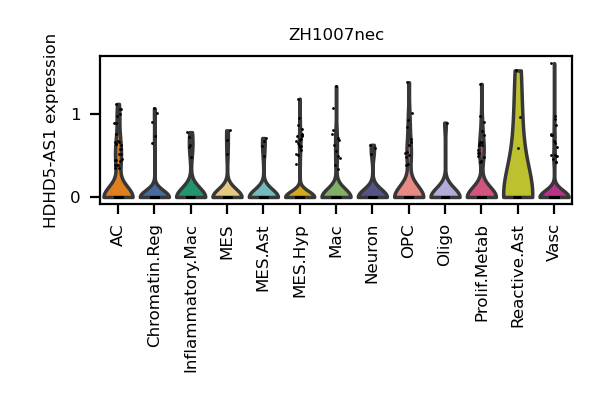 ZH1007nec
HDHD5-AS1 expression
1
0
AC
Chromatin.Reg
Inflammatory.Mac
MES
MES.Ast
MES.Hyp
Mac
Neuron
OPC
Oligo
Prolif.Metab
Reactive.Ast
Vasc